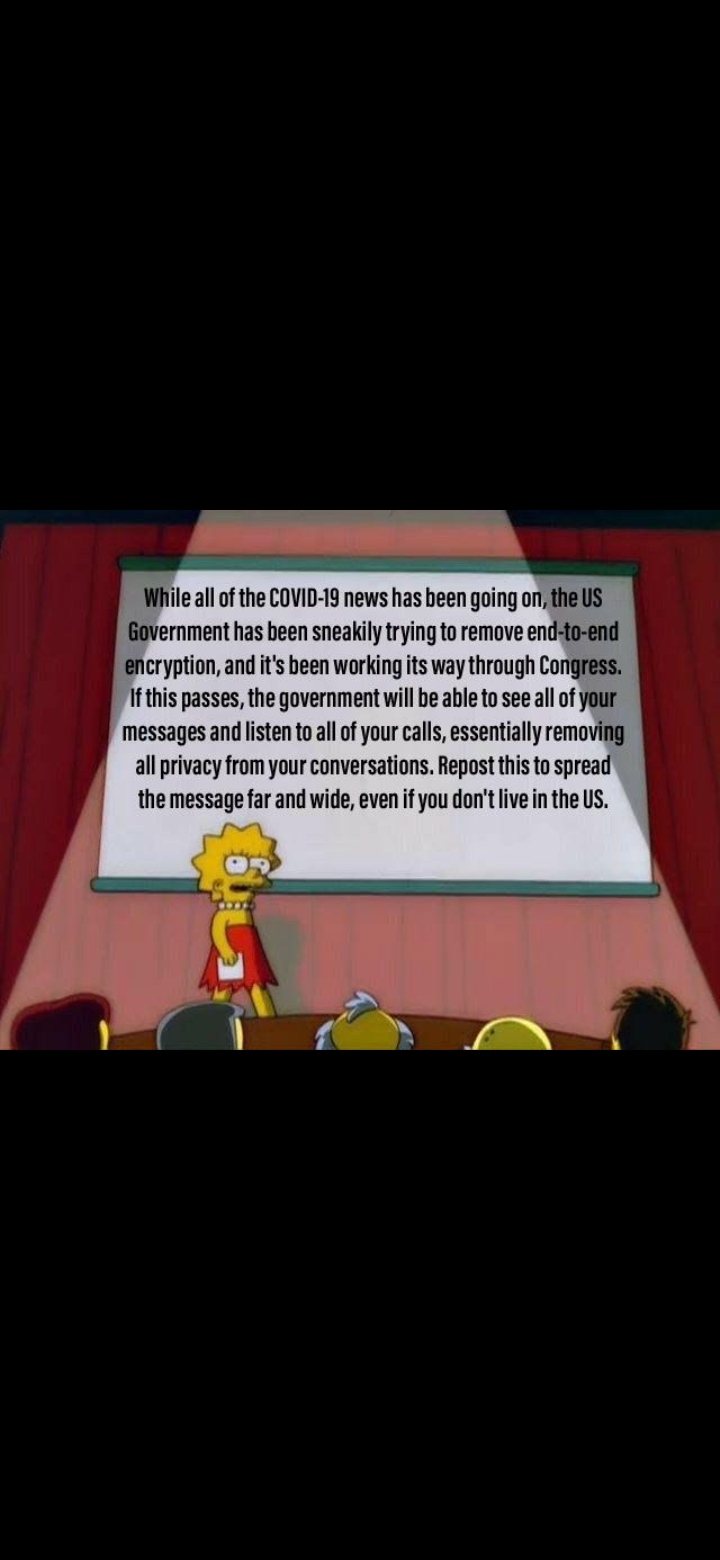 While all of the COVID-19 news has been going on, the US
Government has been sneakily trying to remove end-to-end
encryption, and it's been working its way through Congress.
If this passes, the government will be able to see all of your
messages and listen to all of your calls, essentially removing
all privacy from your conversations. Repost this to spread
the message far and wide, even if you don't live in the US.